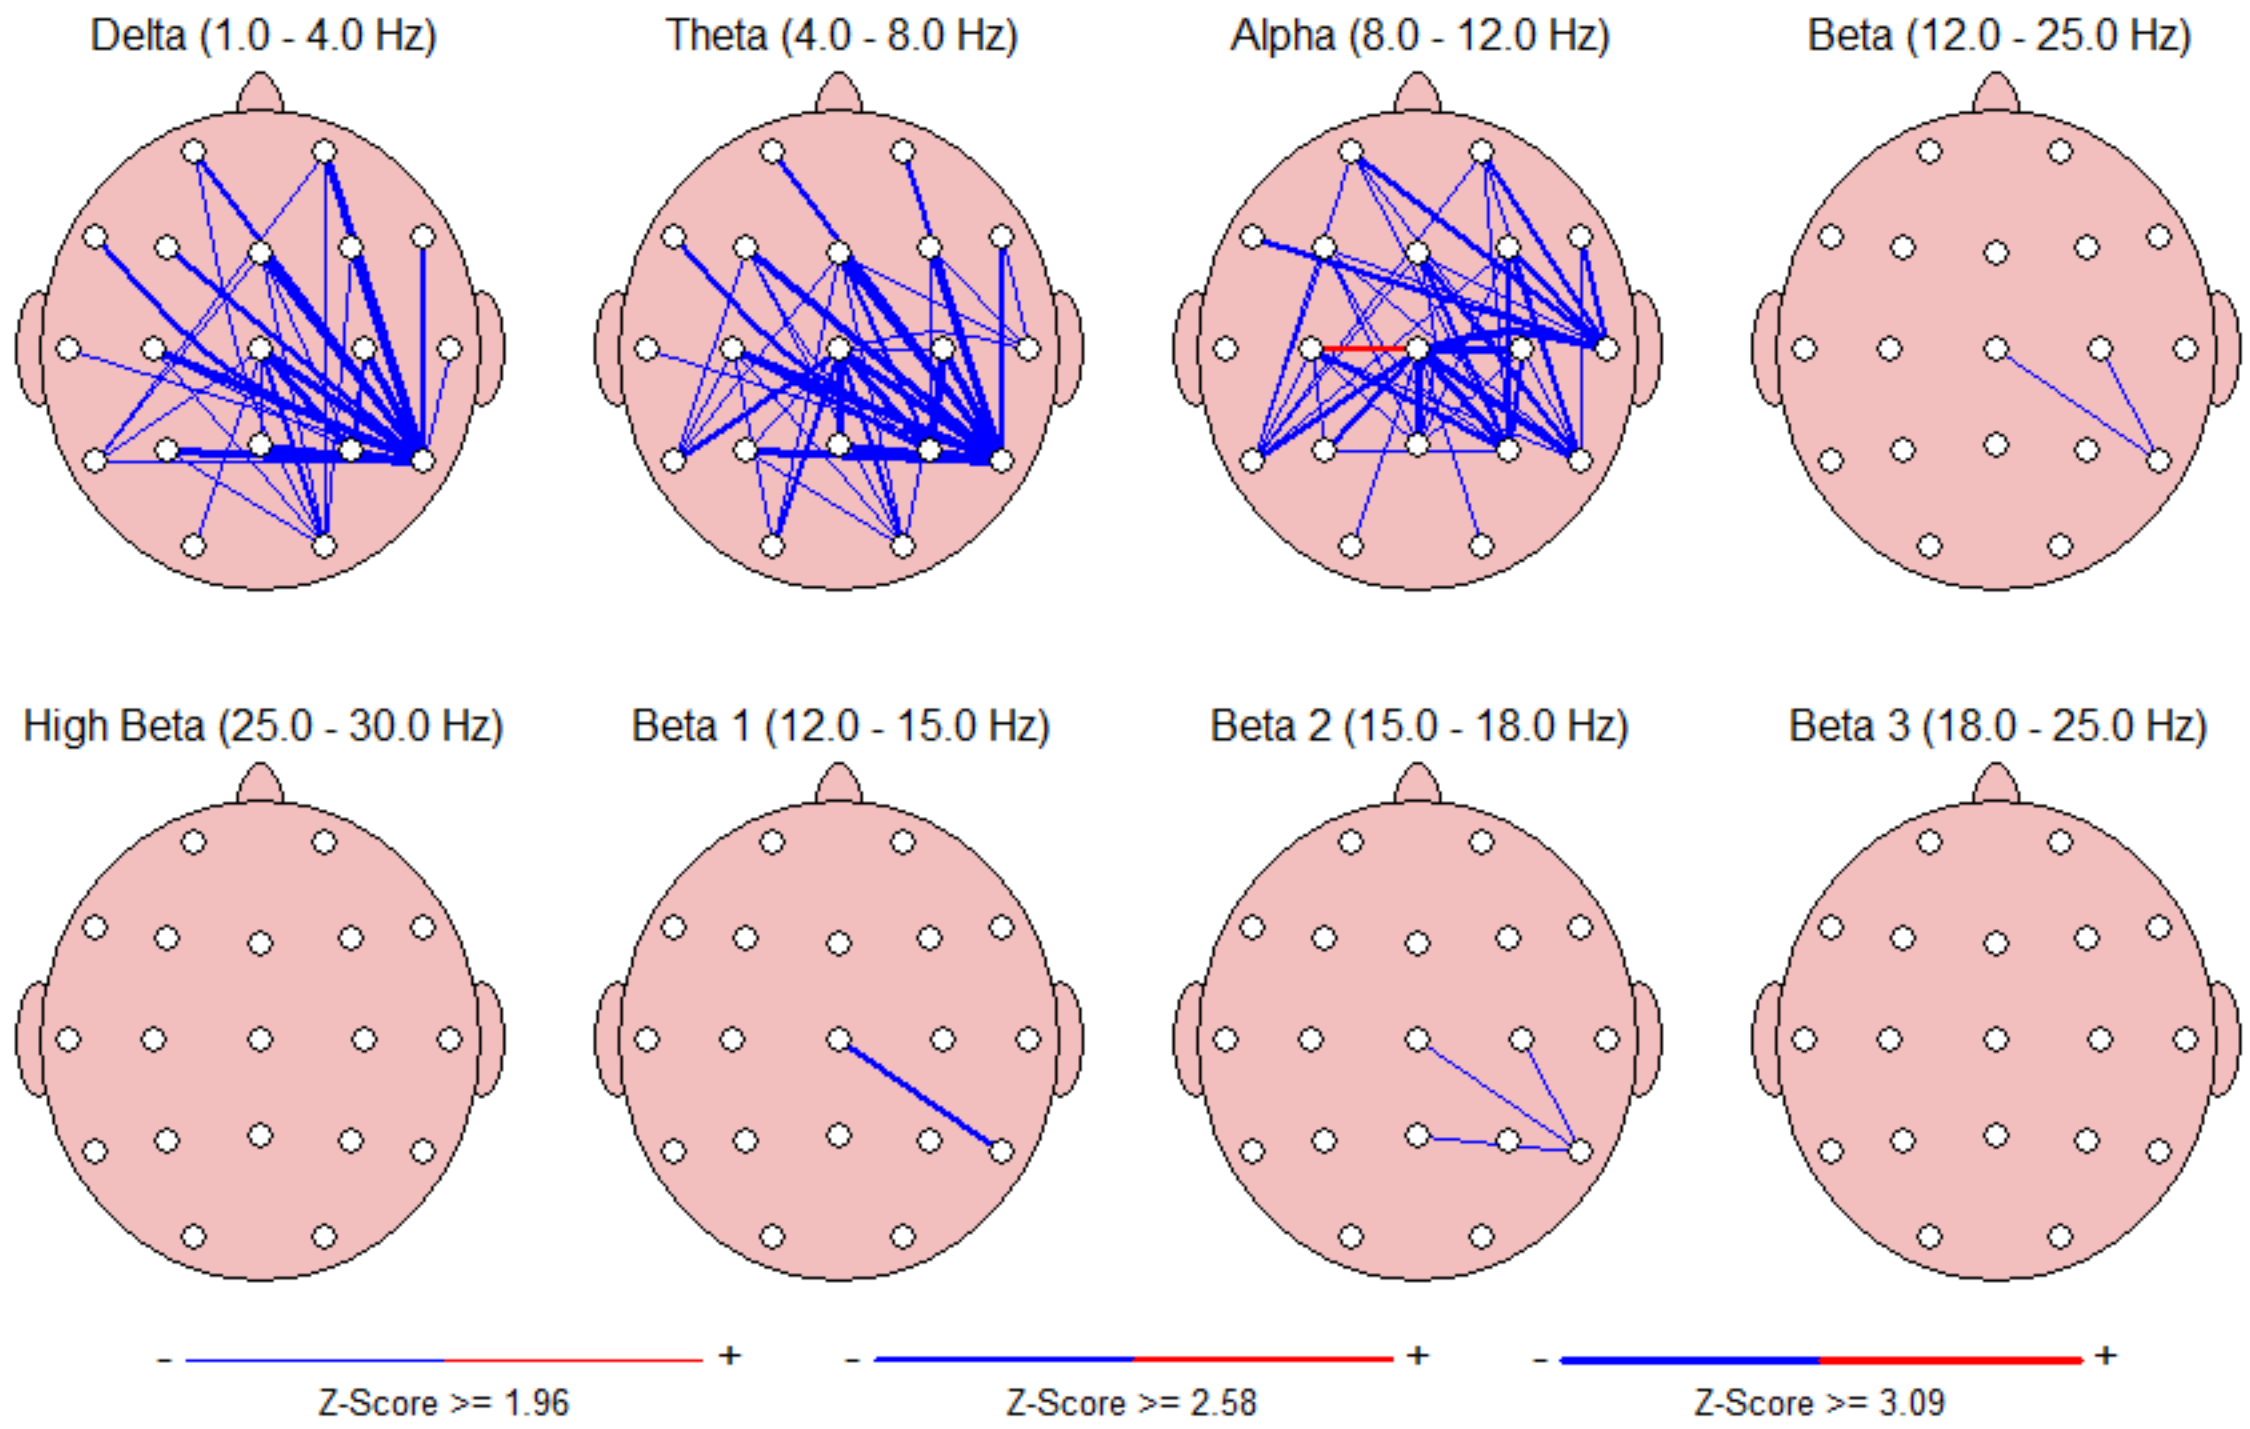 Delta (1.0 - 4.0 Hz)
Theta (4.0 - 8.0 Hz)
Alpha (8.0 - 12.0 Hz)
Beta (12.0 - 25.0 Hz)
High Beta (25.0 - 30.0 Hz)
Beta 1 (12.0 - 15.0 Hz)
Beta 2 (15.0 - 18.0 Hz)
Beta 3 (18.0 - 25.0 Hz)
- +
- +
- +
Z-Score >= 1.96
Z-Score >= 2.58
Z-Score >= 3.09